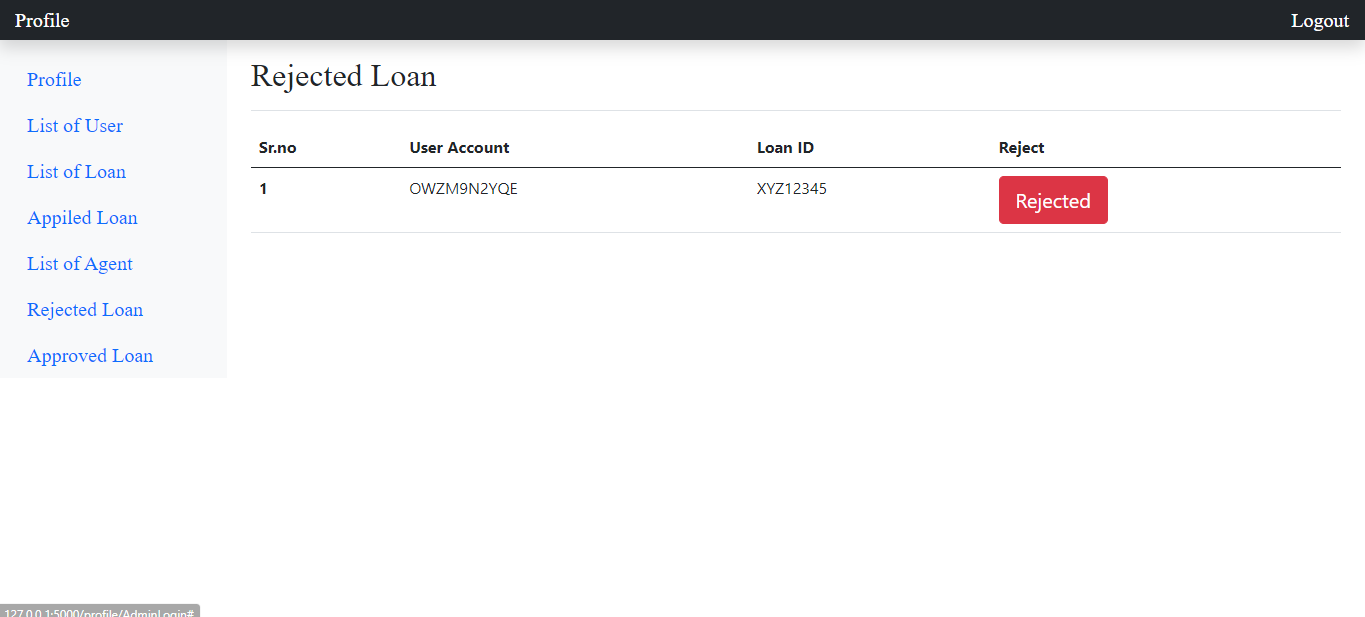 Profile Logout
Profile
List of User
List of Loan
Appiled Loan
List of Agent
Rejected Loan
Approved Loan
Rejected Loan
Sr.no User Account Loan ID Reject
1 OWZM9N2YQE XYZ12345 Rejected
127.0.0.1:5000/profile/AdminLogin#